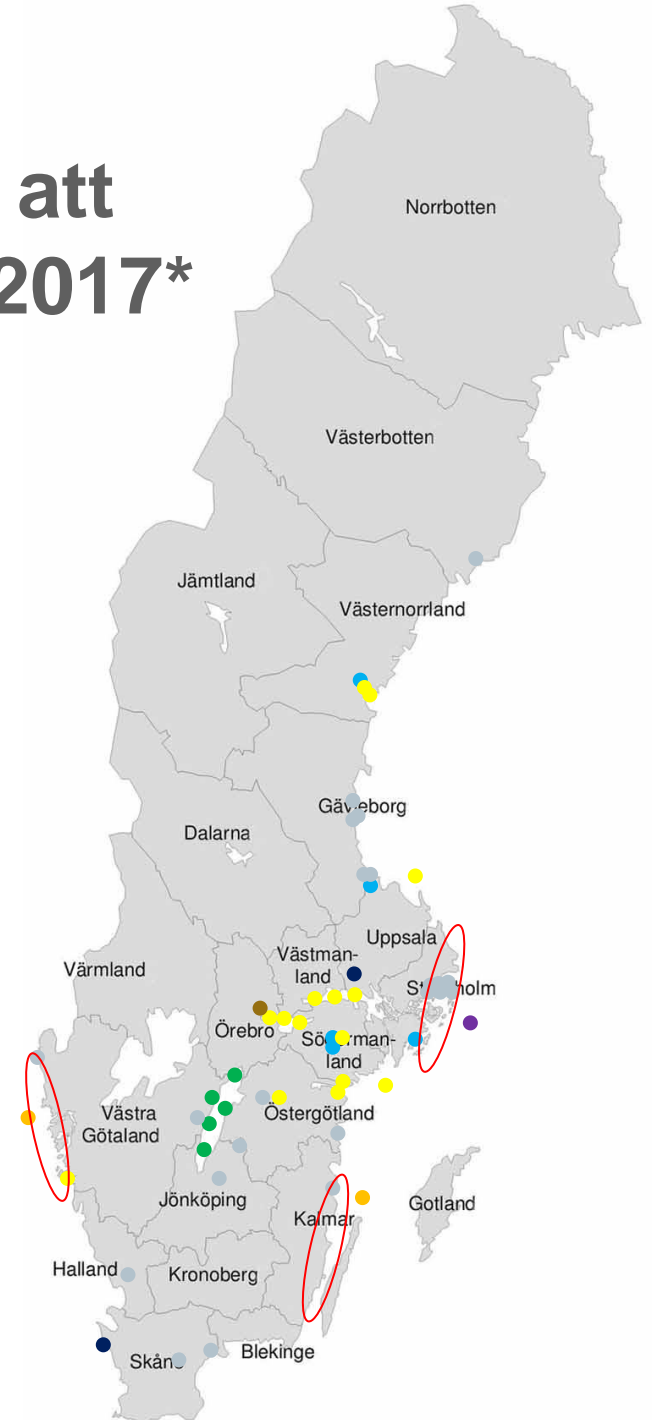 att
2017*
Norrbotten
Västerbotten
Jämtland
Västernorrland
Gävleborg
Dalarna
Uppsala
Västman-
land
Värmland
Stockholm
Örebro
Söderman-
land
Västra
Götaland
Östergötland
Jönköping
Gotland
Kalmar
Halland
Kronoberg
Blekinge
Skåne